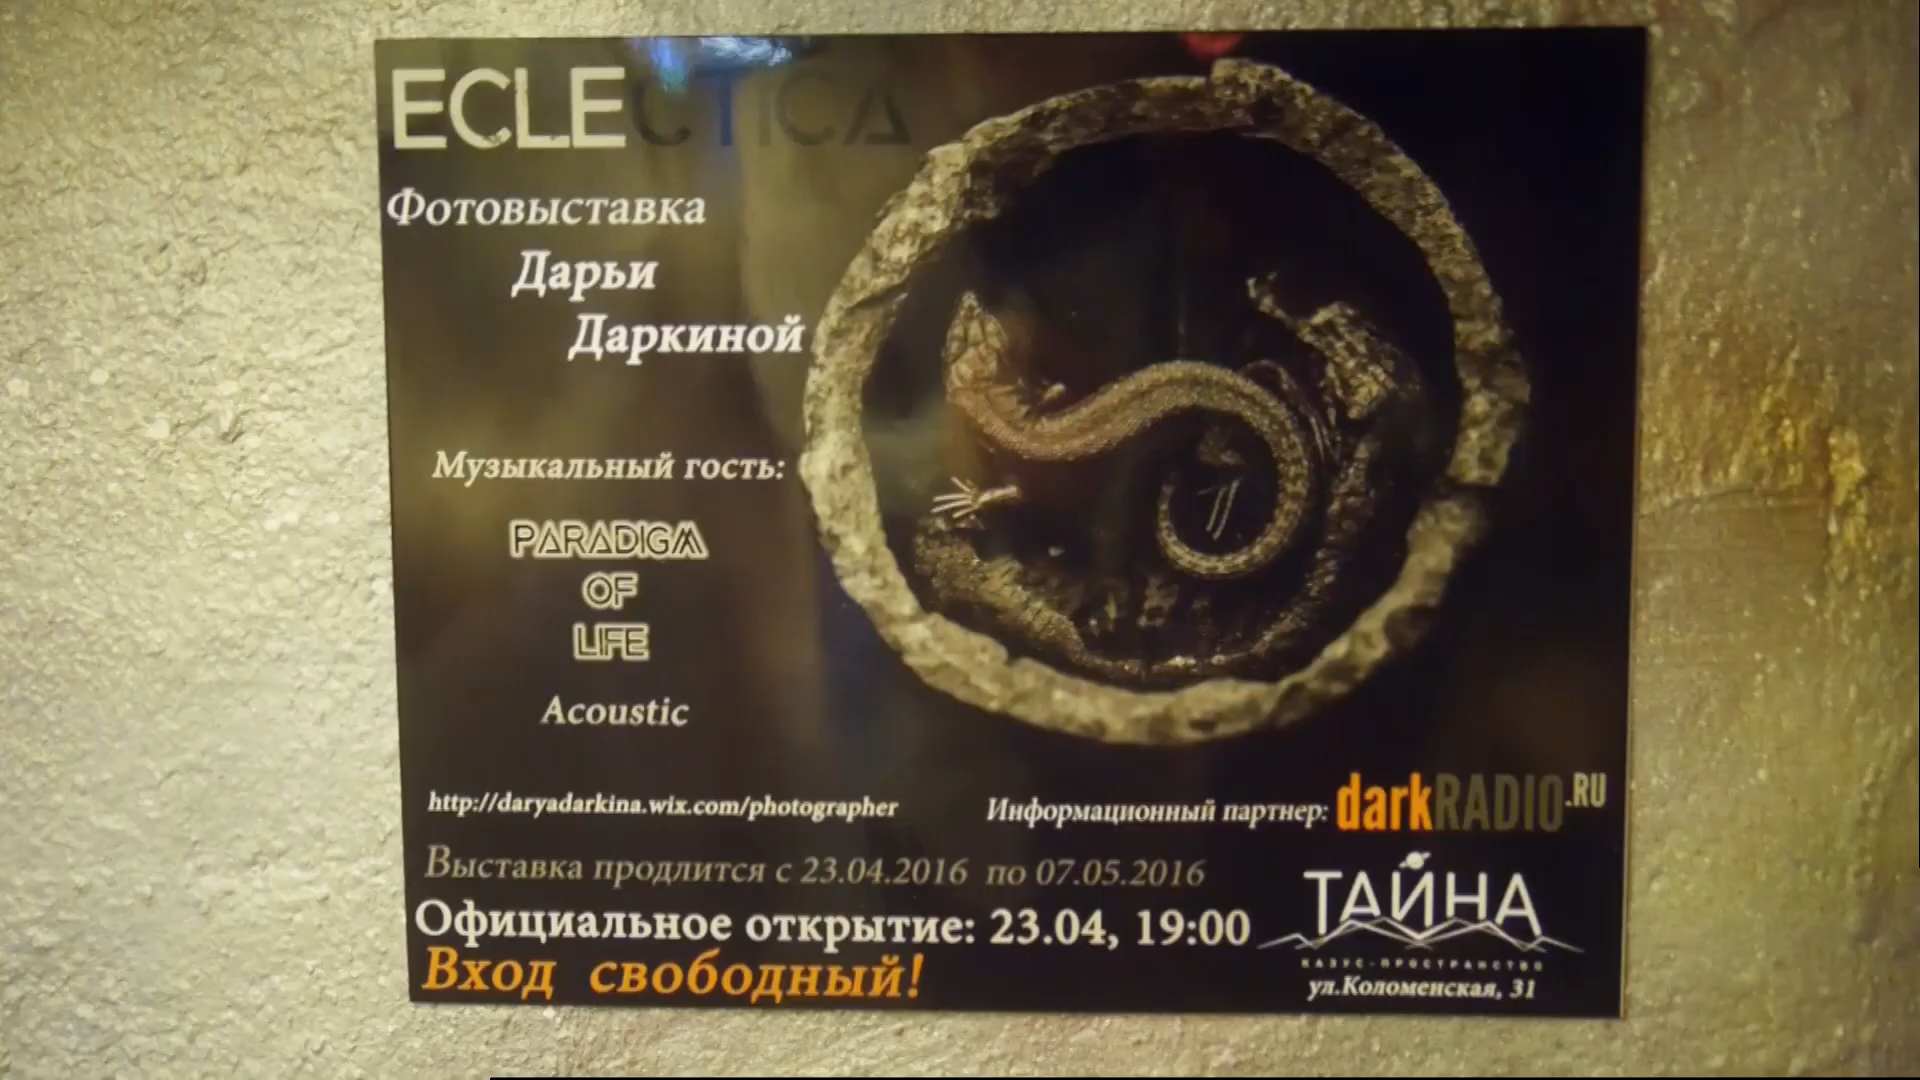 ECLECTICA
Фотовыставка
Дарьи
Даркиной
Музыкальный гость:
PARADIGM
OF
LIFE
Acoustic
http://daryadarkina.wix.com/photographer
Информационный партнер: darkRADIO.RU
Выставка продлится с 23.04.2016 по 07.05.2016
Официальное открытие: 23.04, 19:00
Вход свободный!
ТАЙНА
КАЗУС-ПРОСТРАНСТВО
ул.Коломенская, 31